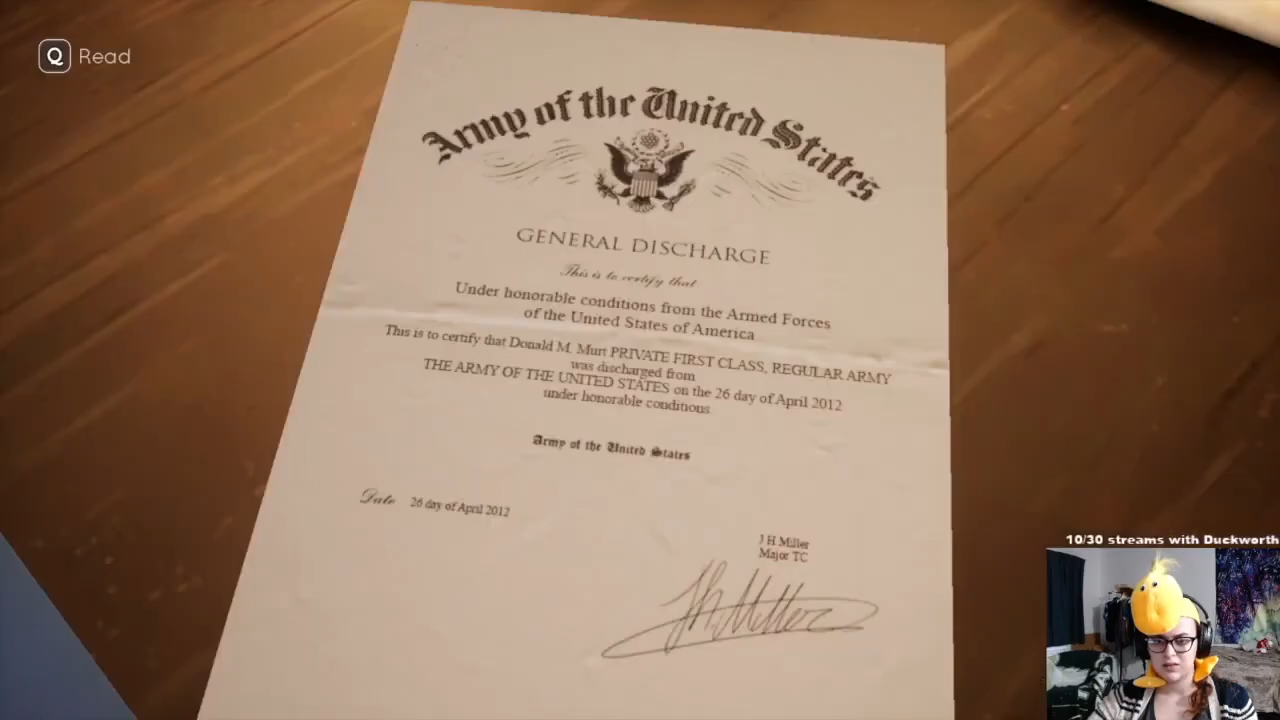 Q Read
Army of the United States
GENERAL DISCHARGE
This is to certify that
Under honorable conditions from the Armed Forces
of the United States of America
This is to certify that Donald M. Murt PRIVATE FIRST CLASS, REGULAR ARMY
was discharged from
THE ARMY OF THE UNITED STATES on the 26 day of April 2012
under honorable conditions.
Army of the United States
Date 26 day of April 2012
J H Miller
Major TC
J h Miller
10/30 streams with Duckworth